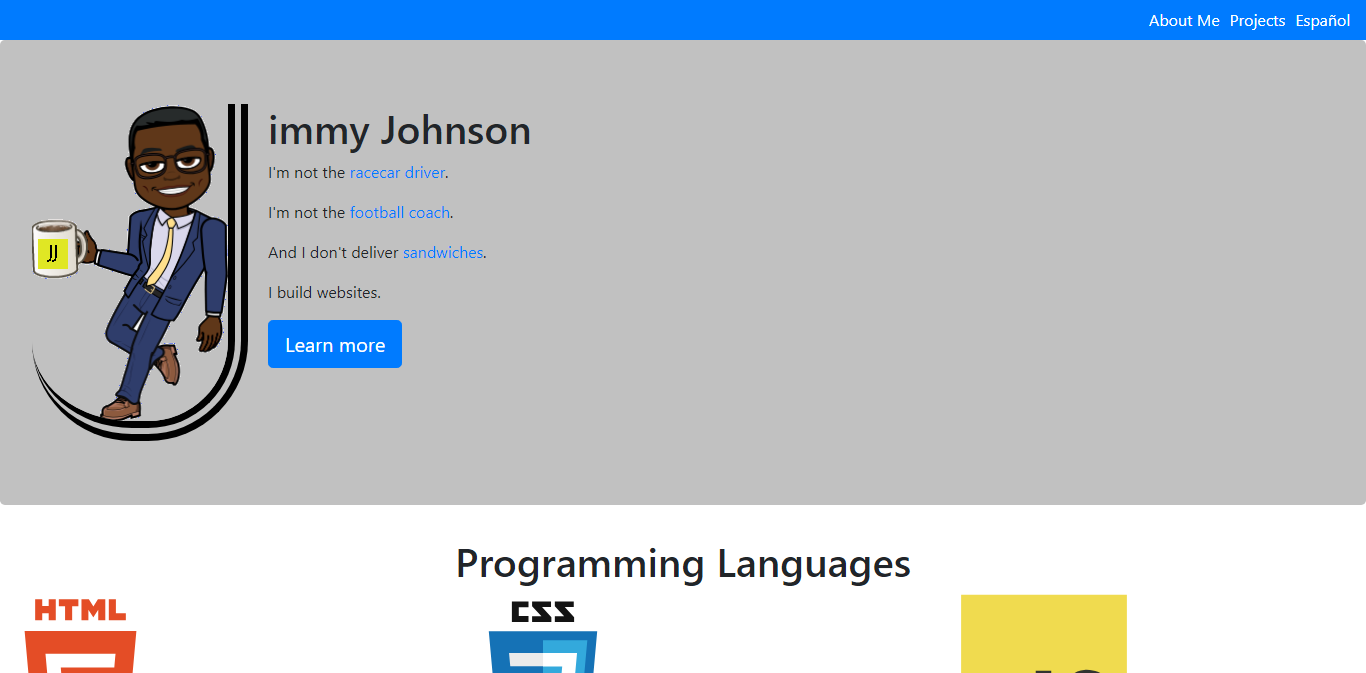 About Me Projects Español
immy Johnson
I'm not the racecar driver.
I'm not the football coach.
JJ
And I don't deliver sandwiches.
I build websites.
Learn more
Programming Languages
HTML
CSS